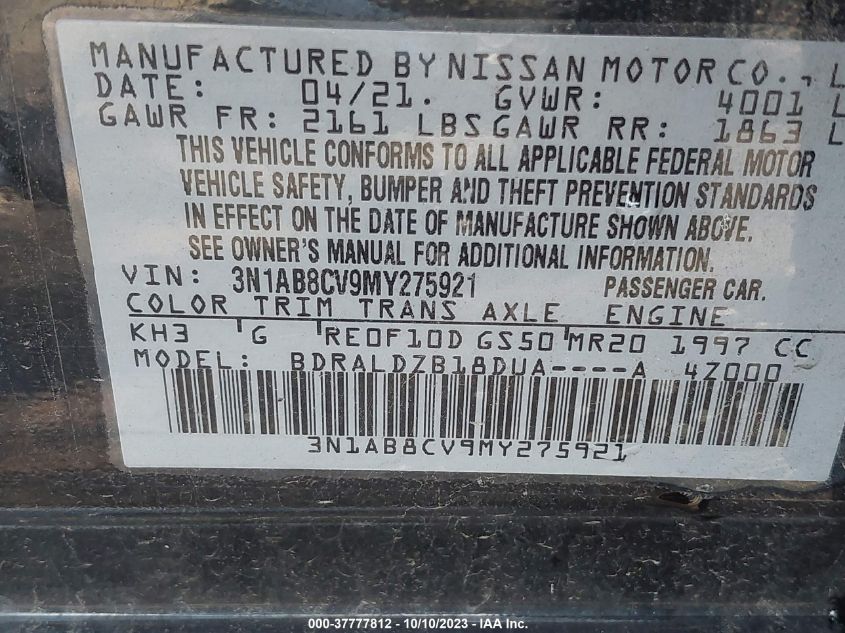 MANUFACTURED BY NISSAN MOTOR CO., L
DATE: 04/21. GVWR: 4001 L
GAWR FR: 2161 LBS GAWR RR: 1863 L
THIS VEHICLE CONFORMS TO ALL APPLICABLE FEDERAL MOTOR
VEHICLE SAFETY, BUMPER AND THEFT PREVENTION STANDARDS
IN EFFECT ON THE DATE OF MANUFACTURE SHOWN ABOVE.
SEE OWNER'S MANUAL FOR ADDITIONAL INFORMATION.
VIN: 3N1AB8CV9MY275921 PASSENGER CAR.
COLOR TRIM TRANS AXLE ENGINE
KH3 G RE0F10D GS50 MR20 1997 CC
MODEL: BDRALDZB18DUA----A 4Z000
3N1AB8CV9MY275921
000-37777812 - 10/10/2023 - © IAA, Inc.